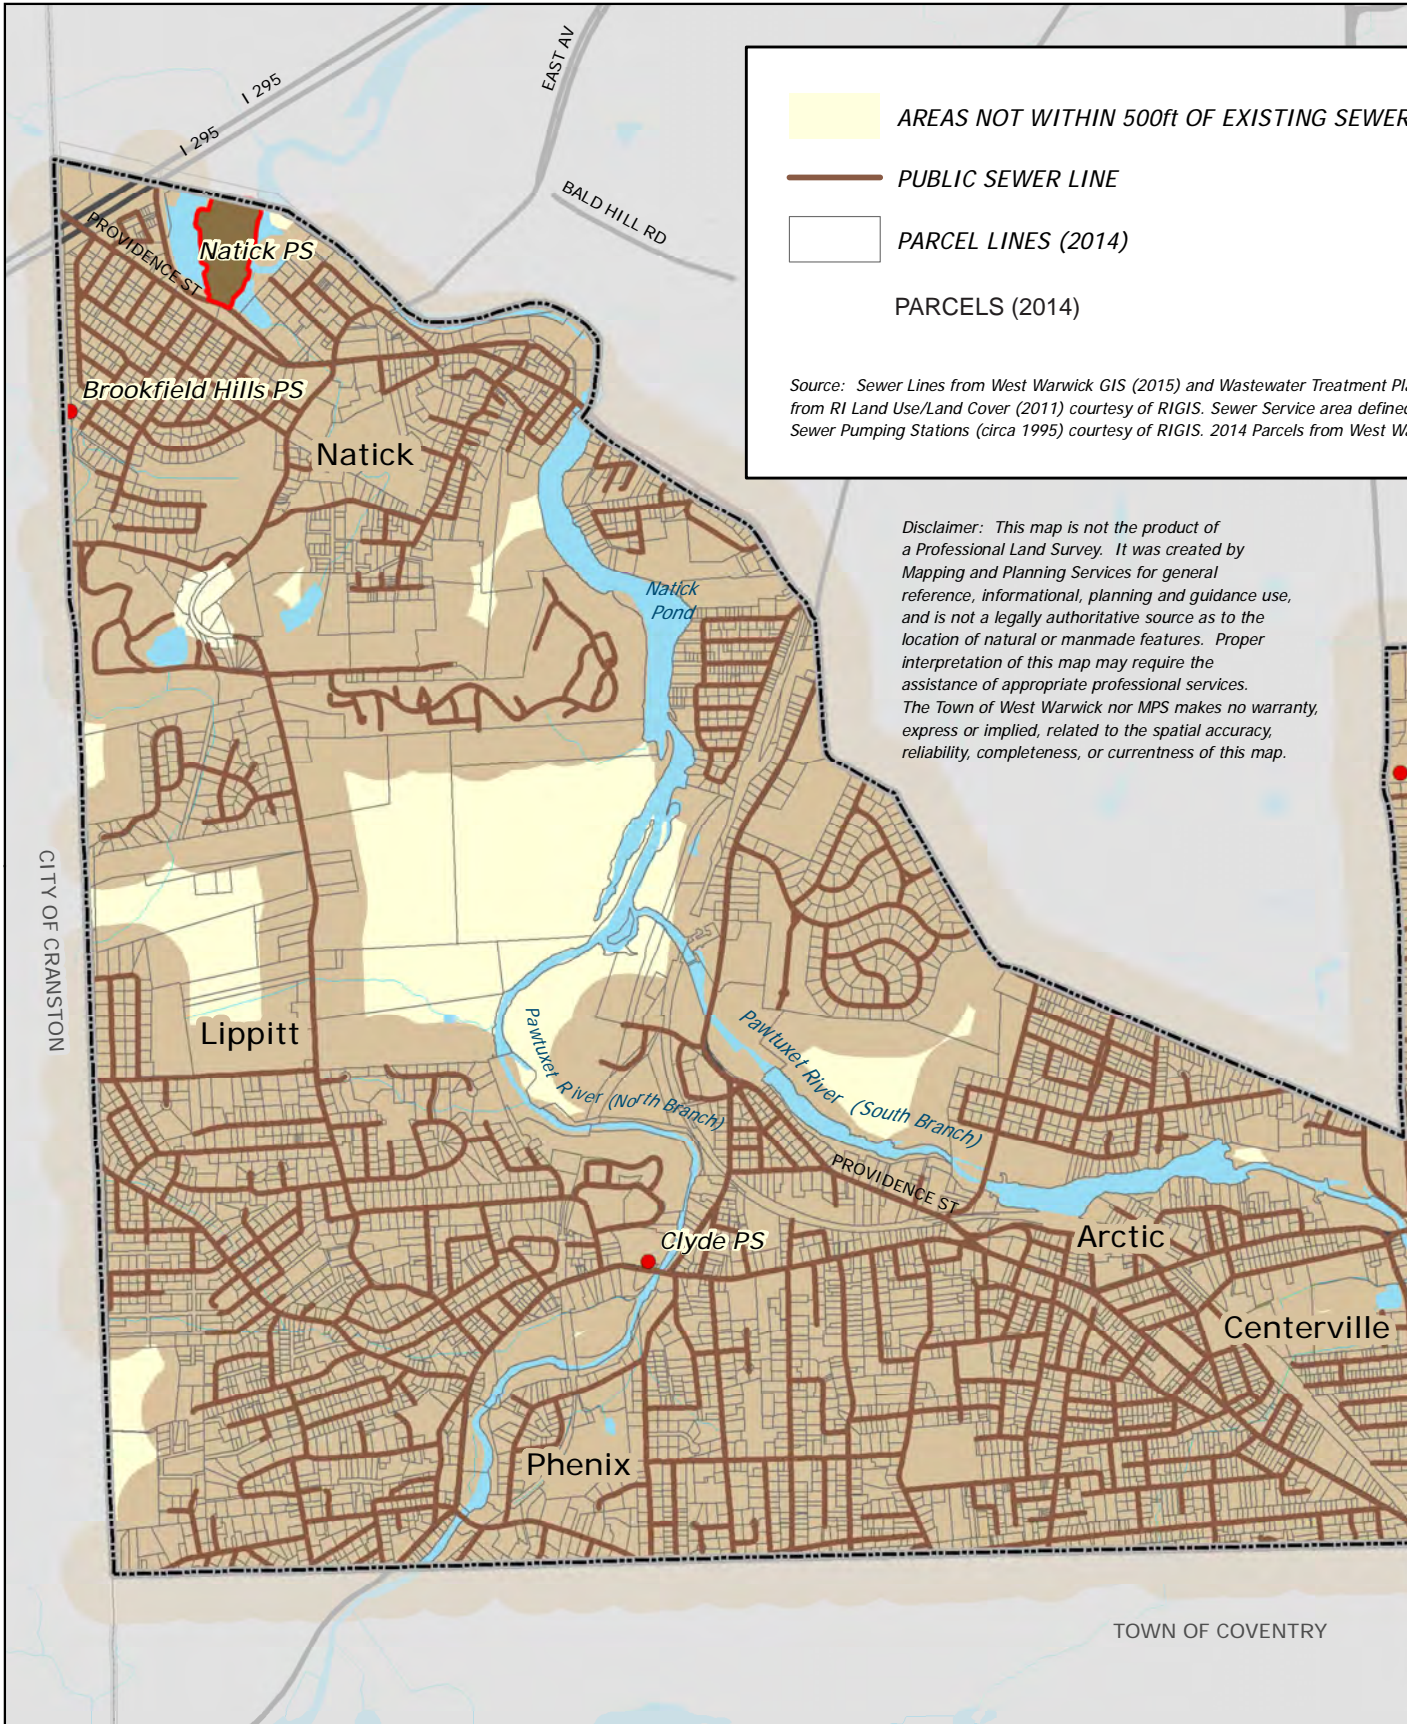 I 295
I 295
EAST AV
BALD HILL RD
PROVIDENCE ST
Natick PS
Brookfield Hills PS
Natick
AREAS NOT WITHIN 500ft OF EXISTING SEWER
PUBLIC SEWER LINE
PARCEL LINES (2014)
PARCELS (2014)
Source: Sewer Lines from West Warwick GIS (2015) and Wastewater Treatment Pla
from RI Land Use/Land Cover (2011) courtesy of RIGIS. Sewer Service area defined
Sewer Pumping Stations (circa 1995) courtesy of RIGIS. 2014 Parcels from West Wa
Disclaimer: This map is not the product of
a Professional Land Survey. It was created by
Mapping and Planning Services for general
reference, informational, planning and guidance use,
and is not a legally authoritative source as to the
location of natural or manmade features. Proper
interpretation of this map may require the
assistance of appropriate professional services.
The Town of West Warwick nor MPS makes no warranty,
express or implied, related to the spatial accuracy,
reliability, completeness, or currentness of this map.
Natick
Pond
CITY OF CRANSTON
Lippitt
Pawtuxet River (North Branch)
Pawtuxet River (South Branch)
PROVIDENCE ST
Clyde PS
Arctic
Centerville
Phenix
TOWN OF COVENTRY